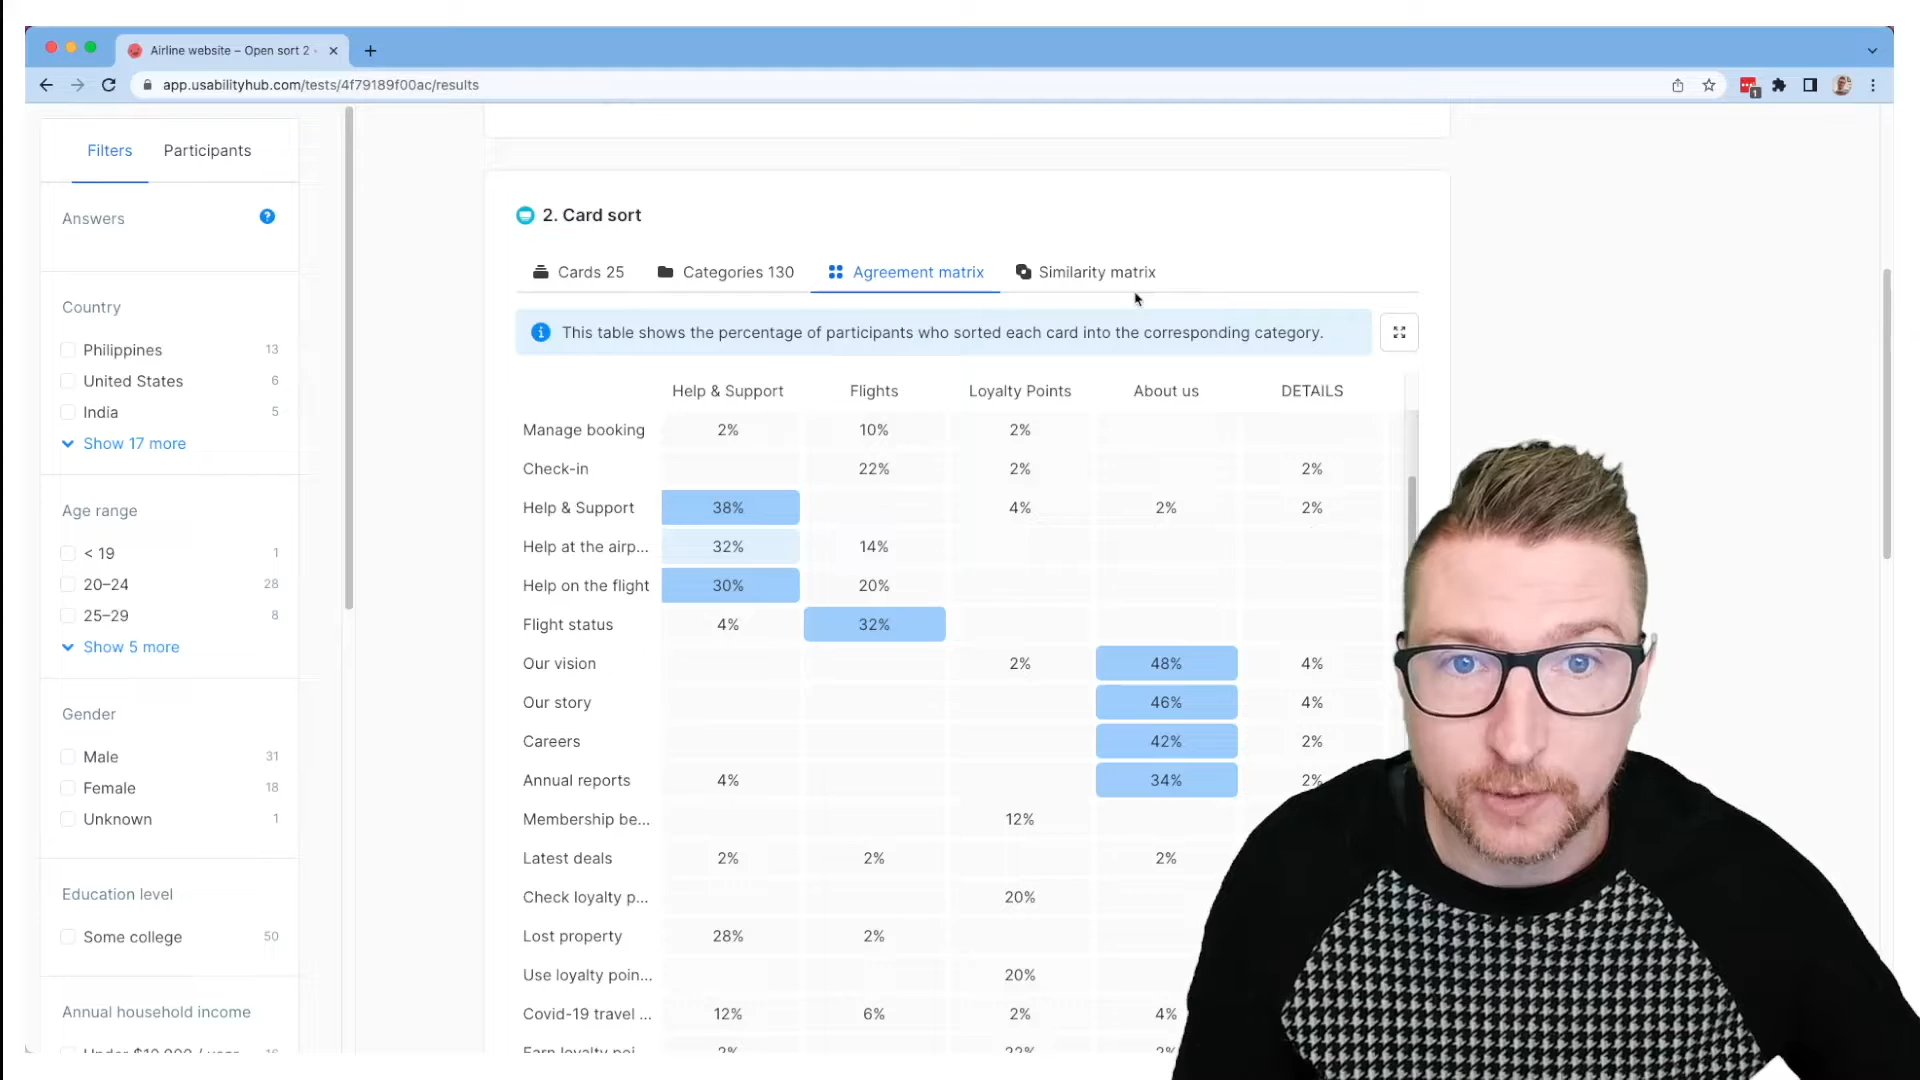 Airline website – Open sort 2
app.usabilityhub.com/tests/4f79189f00ac/results
1
Filters Participants
Answers ?
Country
Philippines 13
United States 6
India 5
Show 17 more
Age range
< 19 1
20–24 28
25–29 8
Show 5 more
Gender
Male 31
Female 18
Unknown 1
Education level
Some college 50
Annual household income
2. Card sort
Cards 25 Categories 130 Agreement matrix Similarity matrix
This table shows the percentage of participants who sorted each card into the corresponding category.
Help & Support Flights Loyalty Points About us DETAILS
Manage booking 2% 10% 2%
Check-in 22% 2% 2%
Help & Support 38% 4% 2% 2%
Help at the airp... 32% 14%
Help on the flight 30% 20%
Flight status 4% 32%
Our vision 2% 48% 4%
Our story 46% 4%
Careers 42% 2%
Annual reports 4% 34% 2%
Membership be... 12%
Latest deals 2% 2% 2%
Check loyalty p... 20%
Lost property 28% 2%
Use loyalty poin... 20%
Covid-19 travel ... 12% 6% 2% 4%